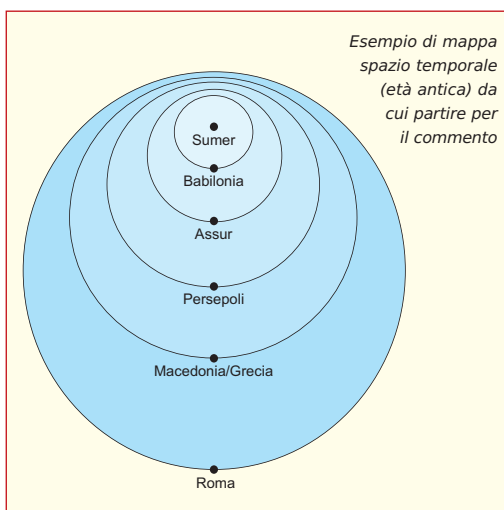 Esempio di mappa
spazio temporale
(età antica) da
cui partire per
il commento
Sumer
Babilonia
Assur
Persepoli
Macedonia/Grecia
Roma